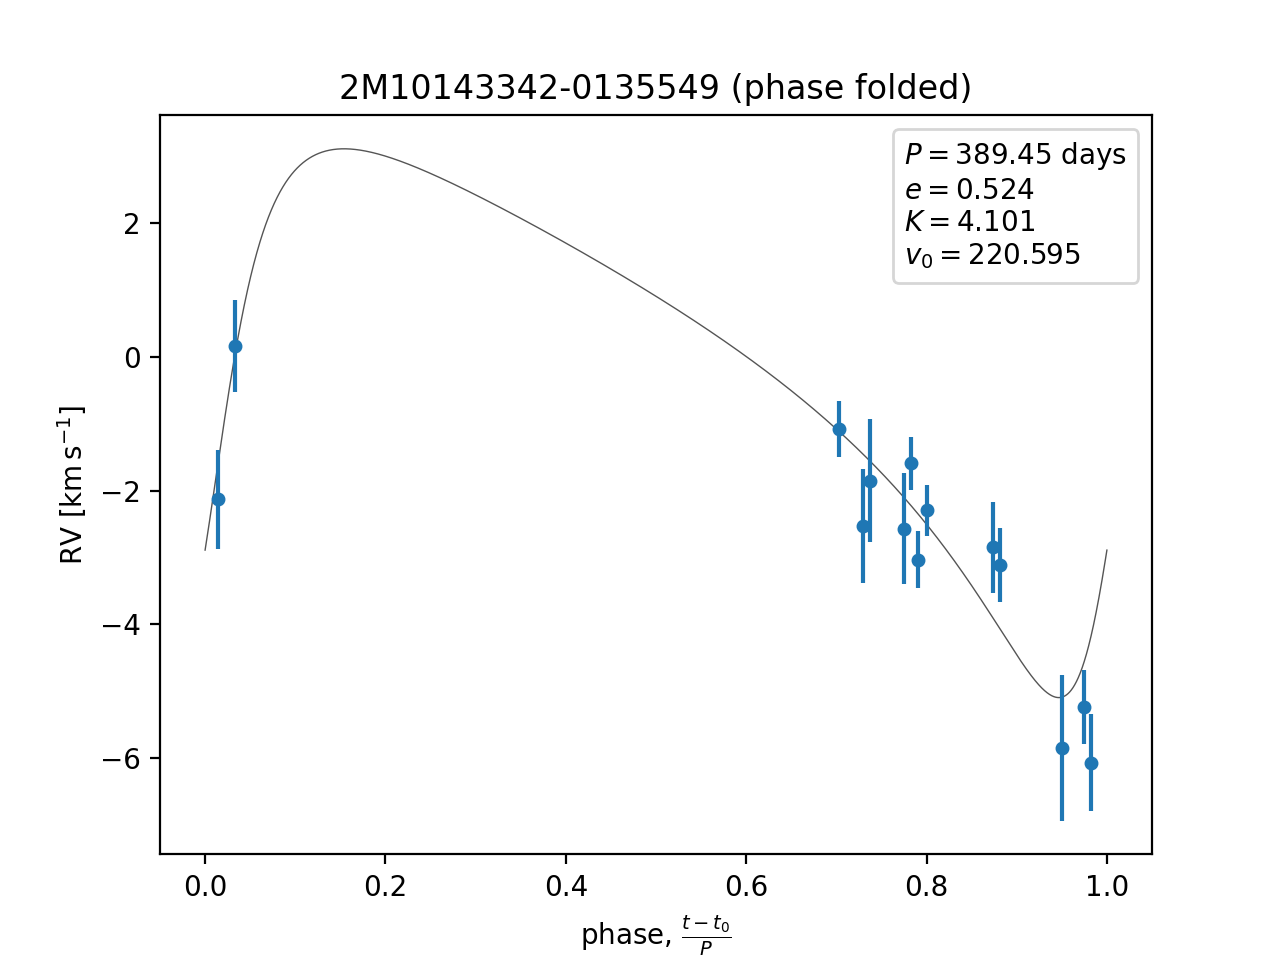 2M10143342-0135549 (phase folded)
P = 389.45 days
e = 0.524
K = 4.101
v₀ = 220.595
RV [km s⁻¹]
2
0
−2
−4
−6
0.0 0.2 0.4 0.6 0.8 1.0
phase, (t − t₀)/P